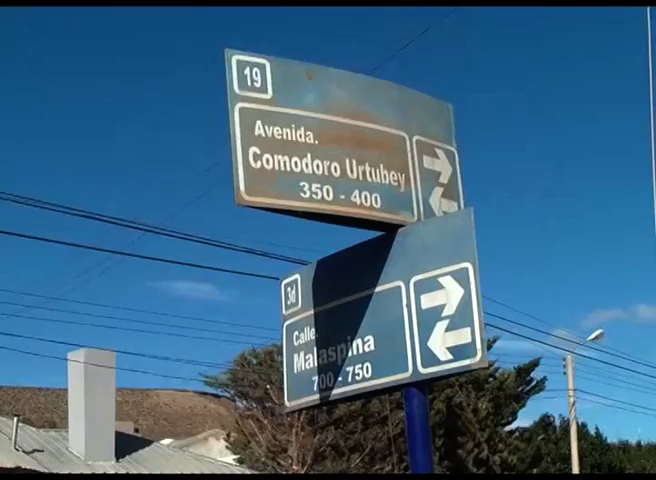 19
Avenida.
Comodoro Urtubey
350 - 400
3d
Calle.
Malaspina
700 - 750